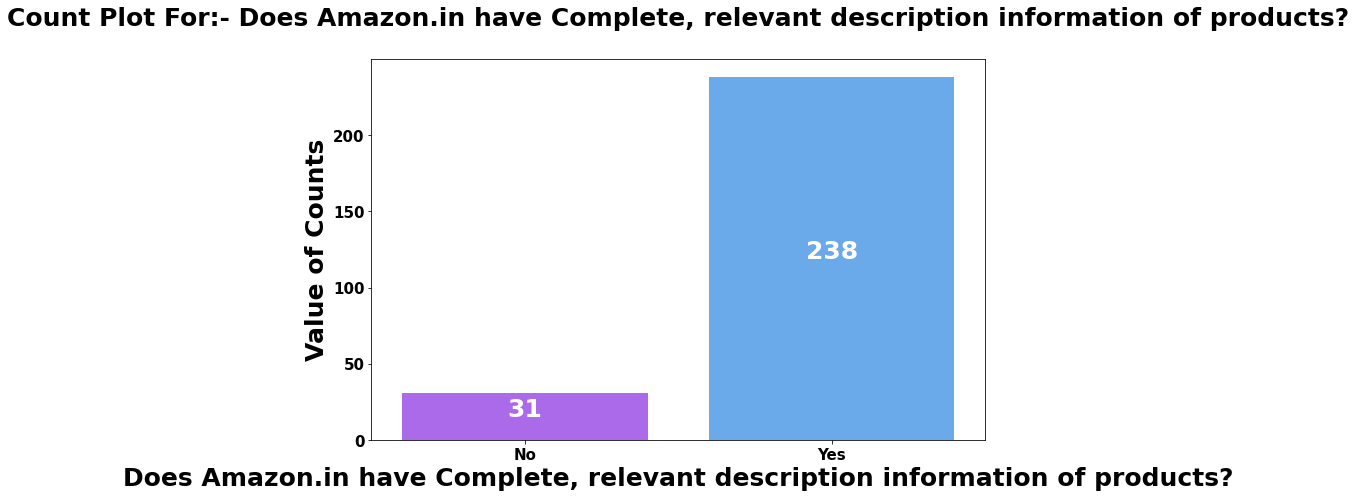 Count Plot For:- Does Amazon.in have Complete, relevant description information of products?
Value of Counts
200
150
100
50
0
238
31
No
Yes
Does Amazon.in have Complete, relevant description information of products?